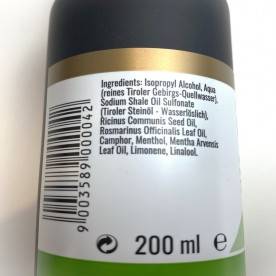 Ingredients: Isopropyl Alcohol, Aqua
(reines Tiroler Gebirgs-Quellwasser),
Sodium Shale Oil Sulfonate
(Tiroler Steinöl - Wasserlöslich),
Ricinus Communis Seed Oil,
Rosmarinus Officinalis Leaf Oil,
Camphor, Menthol, Mentha Arvensis
Leaf Oil, Limonene, Linalool.
9003589000042
200 ml ℮